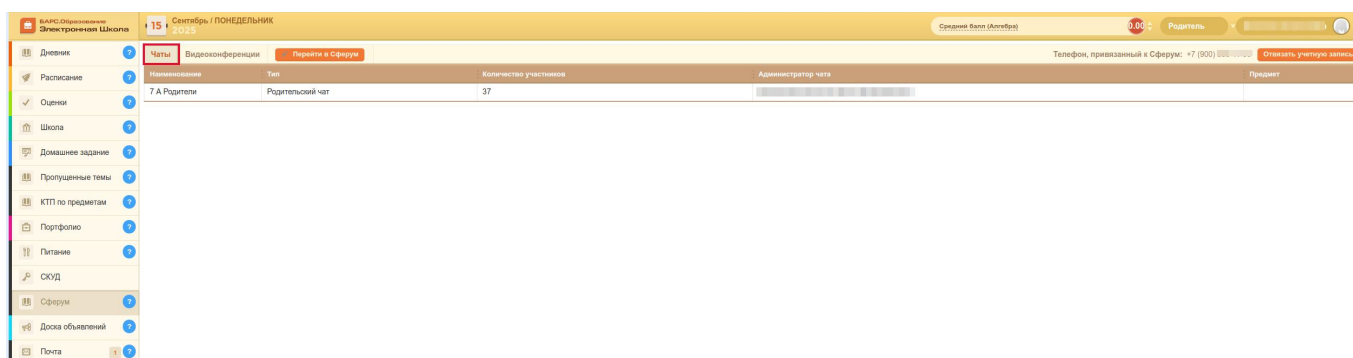 БАРС.Образование
Электронная Школа
15
Сентябрь / ПОНЕДЕЛЬНИК
2025
Средний балл (Алгебра)
0.00
Родитель
Дневник ?
Расписание ?
Оценки ?
Школа ?
Домашнее задание ?
Пропущенные темы ?
КТП по предметам ?
Портфолио ?
Питание ?
СКУД
Сферум ?
Доска объявлений ?
Почта 1 ?
Чаты Видеоконференции Перейти в Сферум
Телефон, привязанный к Сферум: +7 (900) Отвязать учетную запись
Наименование Тип Количество участников Администратор чата Предмет
7 А Родители Родительский чат 37